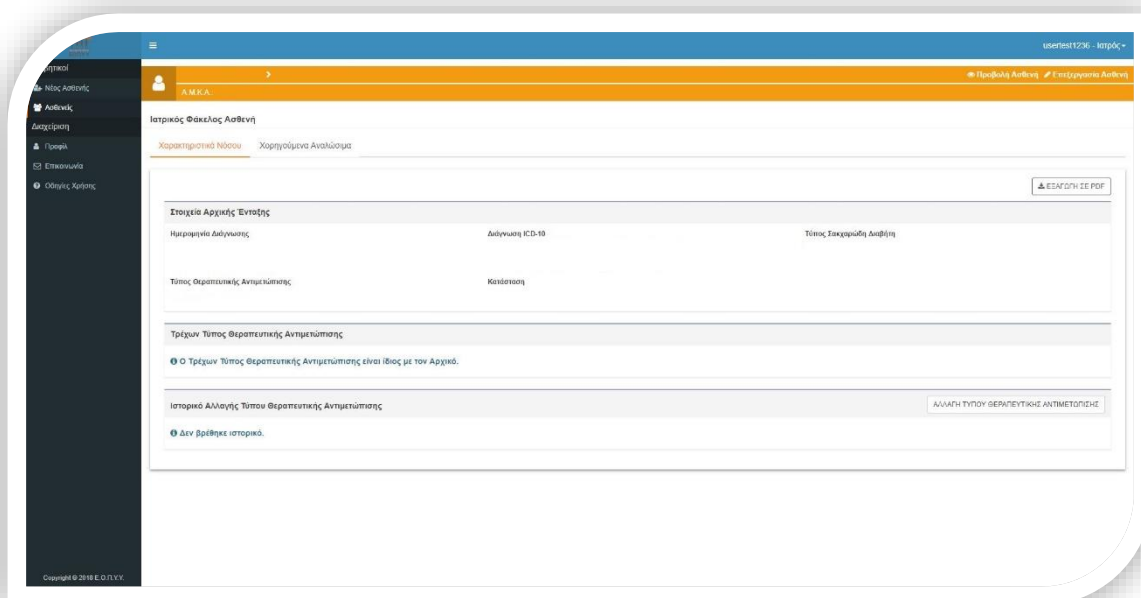 usertest1236 - Ιατρός
Νέος Ασθενής
Ασθενείς
Διαχείριση
Προφίλ
Επικοινωνία
Οδηγίες Χρήσης
Προβολή Ασθενή Επεξεργασία Ασθενή
Α.Μ.Κ.Α.:
Ιατρικός Φάκελος Ασθενή
Χαρακτηριστικά Νόσου Χορηγούμενα Αναλώσιμα
ΕΞΑΓΩΓΗ ΣΕ PDF
Στοιχεία Αρχικής Ένταξης
Ημερομηνία Διάγνωσης Διάγνωση ICD-10 Τύπος Σακχαρώδη Διαβήτη
Τύπος Θεραπευτικής Αντιμετώπισης Κατάσταση
Τρέχων Τύπος Θεραπευτικής Αντιμετώπισης
Ο Τρέχων Τύπος Θεραπευτικής Αντιμετώπισης είναι ίδιος με τον Αρχικό.
Ιστορικό Αλλαγής Τύπου Θεραπευτικής Αντιμετώπισης ΑΛΛΑΓΗ ΤΥΠΟΥ ΘΕΡΑΠΕΥΤΙΚΗΣ ΑΝΤΙΜΕΤΩΠΙΣΗΣ
Δεν βρέθηκε ιστορικό.
Copyright © 2018 Ε.Ο.Π.Υ.Υ.